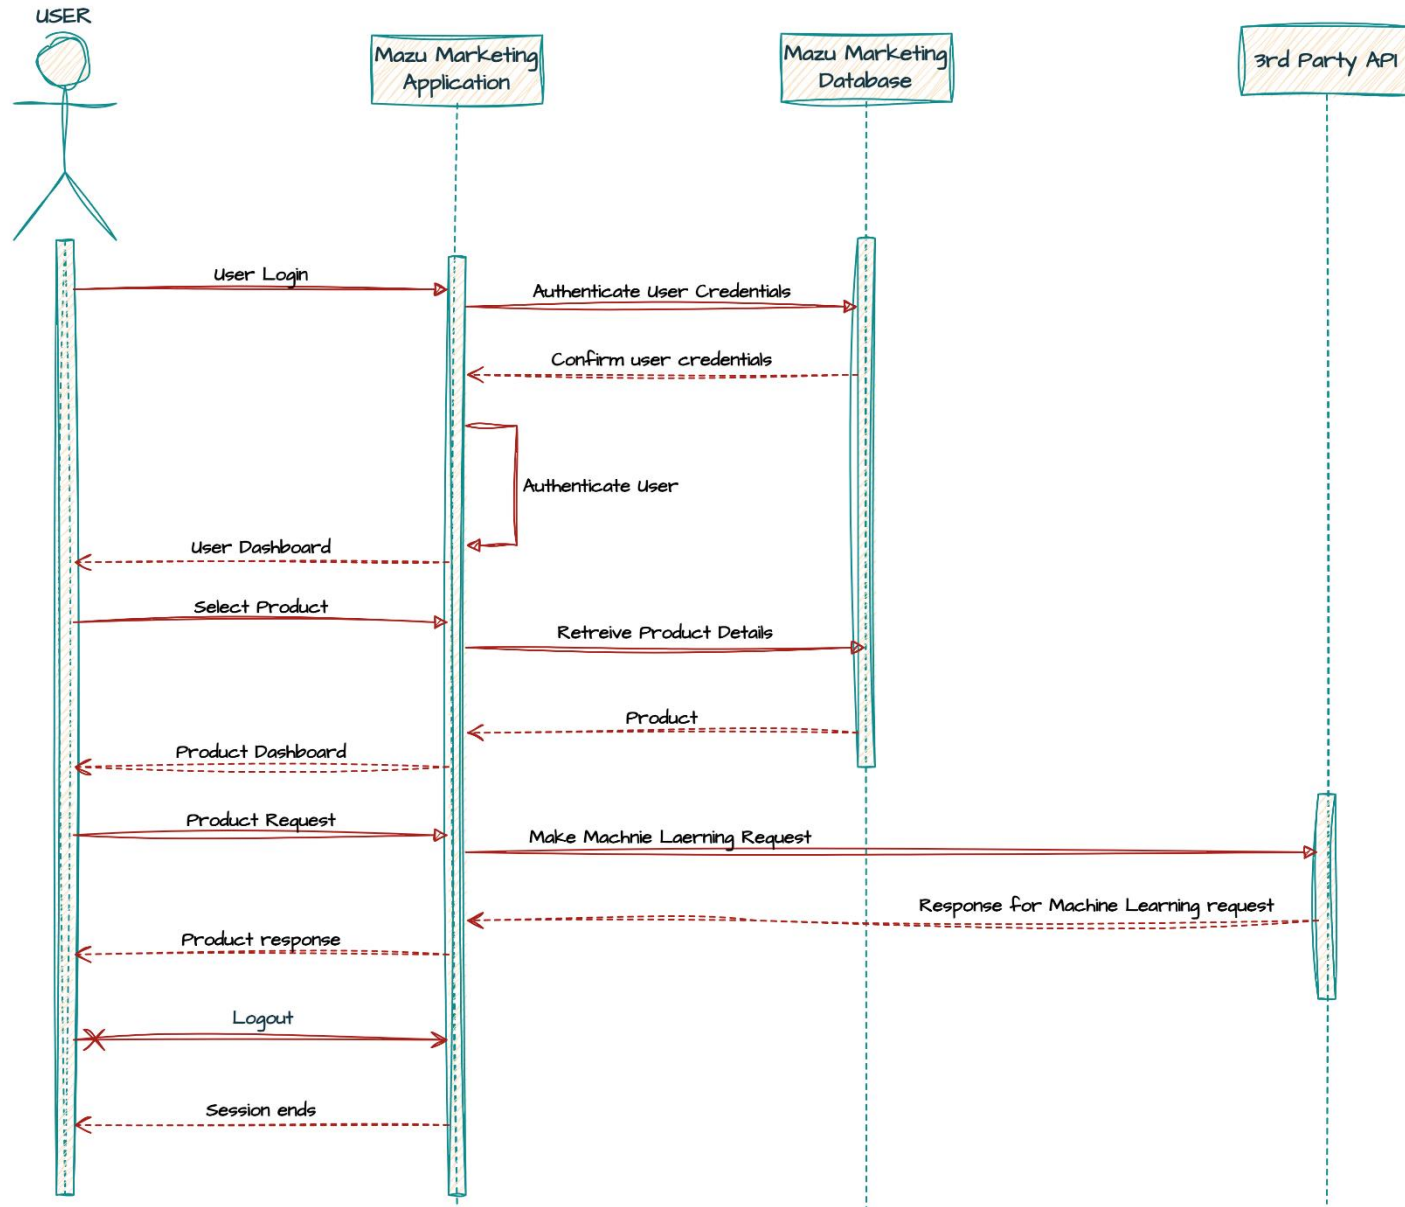 USER
Mazu Marketing
Application
Mazu Marketing
Database
3rd Party API
User Login
Authenticate User Credentials
Confirm user credentials
Authenticate User
User Dashboard
Select Product
Retreive Product Details
Product
Product Dashboard
Product Request
Make Machnie Laerning Request
Response for Machine Learning request
Product response
Logout
Session ends